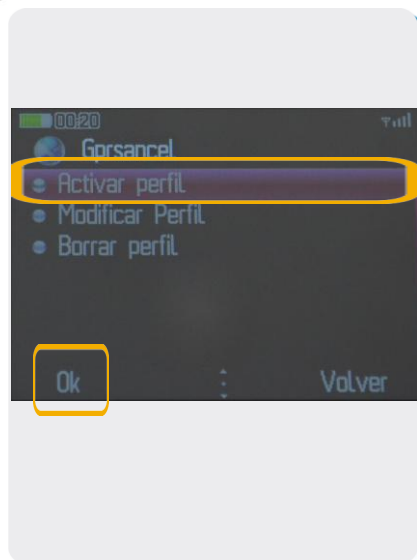 00:20
Gprsancel
Activar perfil
Modificar Perfil
Borrar perfil
Ok
Volver